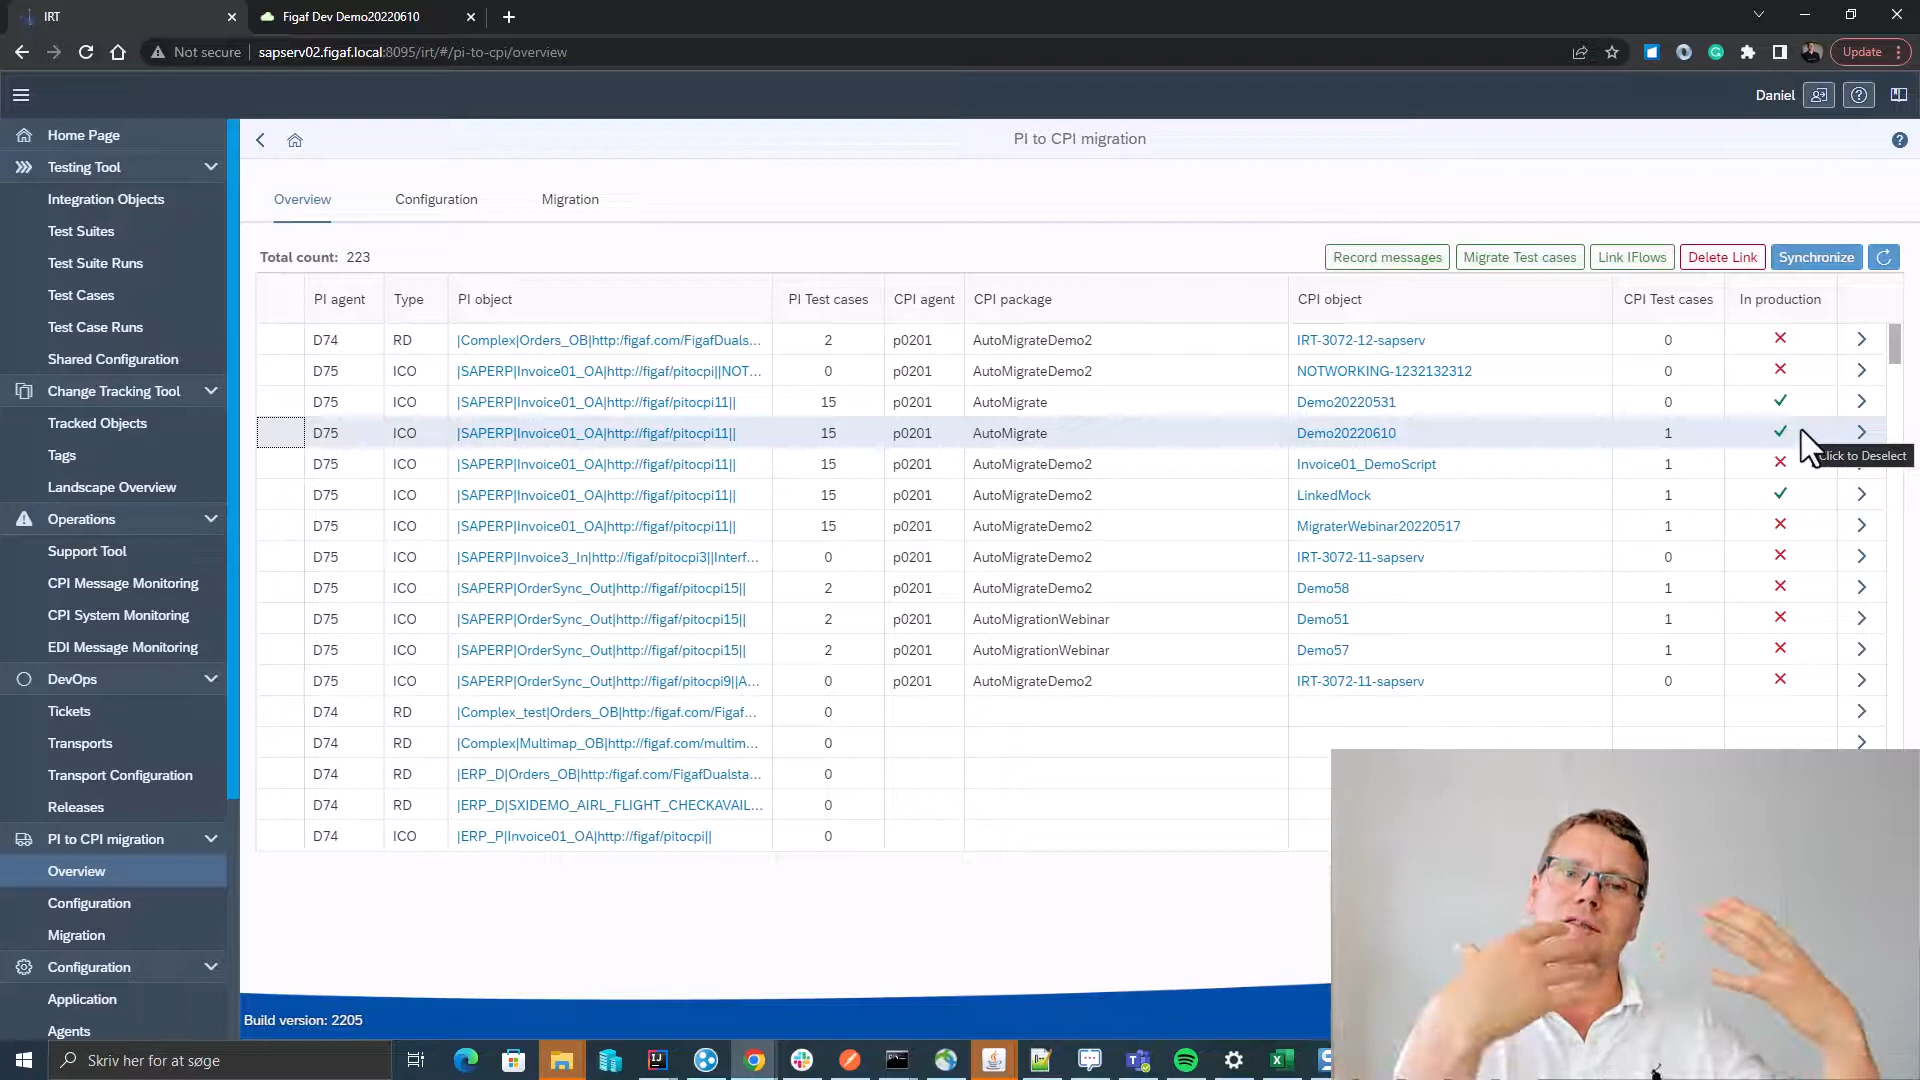 IRT
Figaf Dev Demo20220610
Not secure
sapserv02.figaf.local:8095/irt/#/pi-to-cpi/overview
Update
Daniel
Home Page
Testing Tool
Integration Objects
Test Suites
Test Suite Runs
Test Cases
Test Case Runs
Shared Configuration
Change Tracking Tool
Tracked Objects
Tags
Landscape Overview
Operations
Support Tool
CPI Message Monitoring
CPI System Monitoring
EDI Message Monitoring
DevOps
Tickets
Transports
Transport Configuration
Releases
PI to CPI migration
Overview
Configuration
Migration
Configuration
Application
Agents
PI to CPI migration
Overview Configuration Migration
Total count: 223
Record messages Migrate Test cases Link IFlows Delete Link Synchronize
PI agent Type PI object PI Test cases CPI agent CPI package CPI object CPI Test cases In production
D74 RD |Complex|Orders_OB|http:/figaf.com/FigafDuals... 2 p0201 AutoMigrateDemo2 IRT-3072-12-sapserv 0
D75 ICO |SAPERP|Invoice01_OA|http://figaf/pitocpi||NOT... 0 p0201 AutoMigrateDemo2 NOTWORKING-1232132312 0
D75 ICO |SAPERP|Invoice01_OA|http://figaf/pitocpi11|| 15 p0201 AutoMigrate Demo20220531 0
D75 ICO |SAPERP|Invoice01_OA|http://figaf/pitocpi11|| 15 p0201 AutoMigrate Demo20220610 1
Click to Deselect
D75 ICO |SAPERP|Invoice01_OA|http://figaf/pitocpi11|| 15 p0201 AutoMigrateDemo2 Invoice01_DemoScript 1
D75 ICO |SAPERP|Invoice01_OA|http://figaf/pitocpi11|| 15 p0201 AutoMigrateDemo2 LinkedMock 1
D75 ICO |SAPERP|Invoice01_OA|http://figaf/pitocpi11|| 15 p0201 AutoMigrateDemo2 MigraterWebinar20220517 1
D75 ICO |SAPERP|Invoice3_In|http://figaf/pitocpi3||Interf... 0 p0201 AutoMigrateDemo2 IRT-3072-11-sapserv 0
D75 ICO |SAPERP|OrderSync_Out|http://figaf/pitocpi15|| 2 p0201 AutoMigrateDemo2 Demo58 1
D75 ICO |SAPERP|OrderSync_Out|http://figaf/pitocpi15|| 2 p0201 AutoMigrationWebinar Demo51 1
D75 ICO |SAPERP|OrderSync_Out|http://figaf/pitocpi15|| 2 p0201 AutoMigrationWebinar Demo57 1
D75 ICO |SAPERP|OrderSync_Out|http://figaf/pitocpi9||A... 0 p0201 AutoMigrateDemo2 IRT-3072-11-sapserv 0
D74 RD |Complex_test|Orders_OB|http:/figaf.com/Figaf... 0
D74 RD |Complex|Multimap_OB|http://figaf.com/multim... 0
D74 RD |ERP_D|Orders_OB|http:/figaf.com/FigafDualsta... 0
D74 RD |ERP_D|SXIDEMO_AIRL_FLIGHT_CHECKAVAIL... 0
D74 ICO |ERP_P|Invoice01_OA|http://figaf/pitocpi|| 0
Build version: 2205
Skriv her for at søge